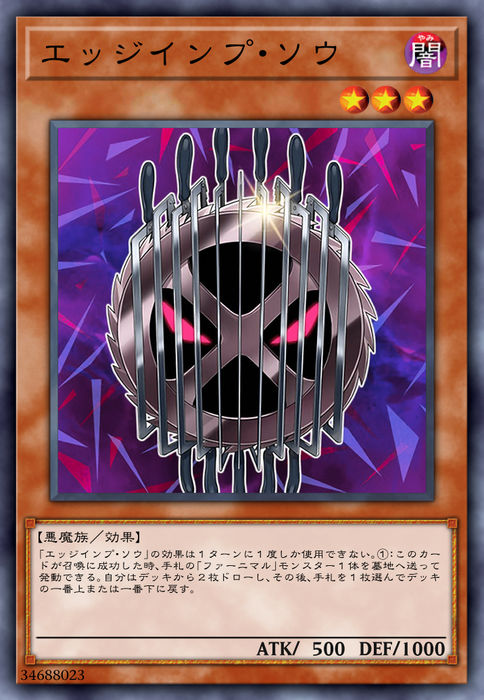 エッジインプ・ソウ
やみ
闇
【悪魔族／効果】
「エッジインプ・ソウ」の効果は１ターンに１度しか使用できない。①:このカー
ドが召喚に成功した時、手札の「ファーニマル」モンスター１体を墓地へ送って
発動できる。自分はデッキから２枚ドローし、その後、手札を１枚選んでデッキ
の一番上または一番下に戻す。
ATK/ 500 DEF/1000
34688023